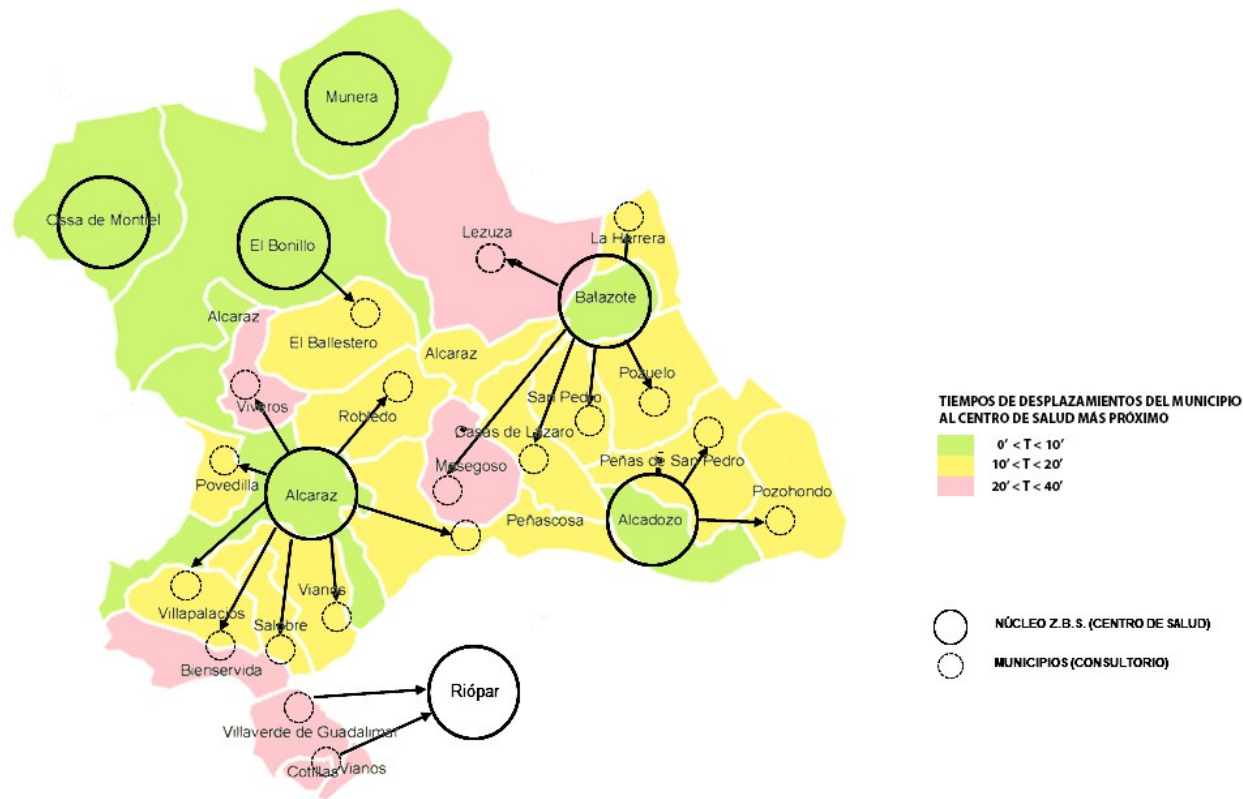 Munera
Ossa de Montiel
El Bonillo
Lezuza
La Herrera
Balazote
Alcaraz
El Ballestero
Alcaraz
Pozuelo
San Pedro
Viveros
Robledo
Casas de Lázaro
Peñas de San Pedro
Masegoso
Povedilla
Alcaraz
Pozohondo
Peñascosa
Alcadozo
Vianos
Villapalacios
Salobre
Bienservida
Riópar
Villaverde de Guadalimar
Cotillas
Vianos
TIEMPOS DE DESPLAZAMIENTOS DEL MUNICIPIO
AL CENTRO DE SALUD MÁS PRÓXIMO
0' < T < 10'
10' < T < 20'
20' < T < 40'
NÚCLEO Z.B.S. (CENTRO DE SALUD)
MUNICIPIOS (CONSULTORIO)